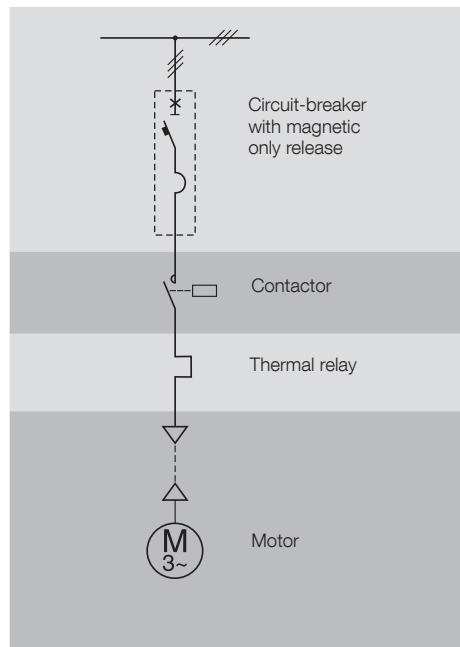 Circuit-breaker
with magnetic
only release
Contactor
Thermal relay
Motor
M
3~